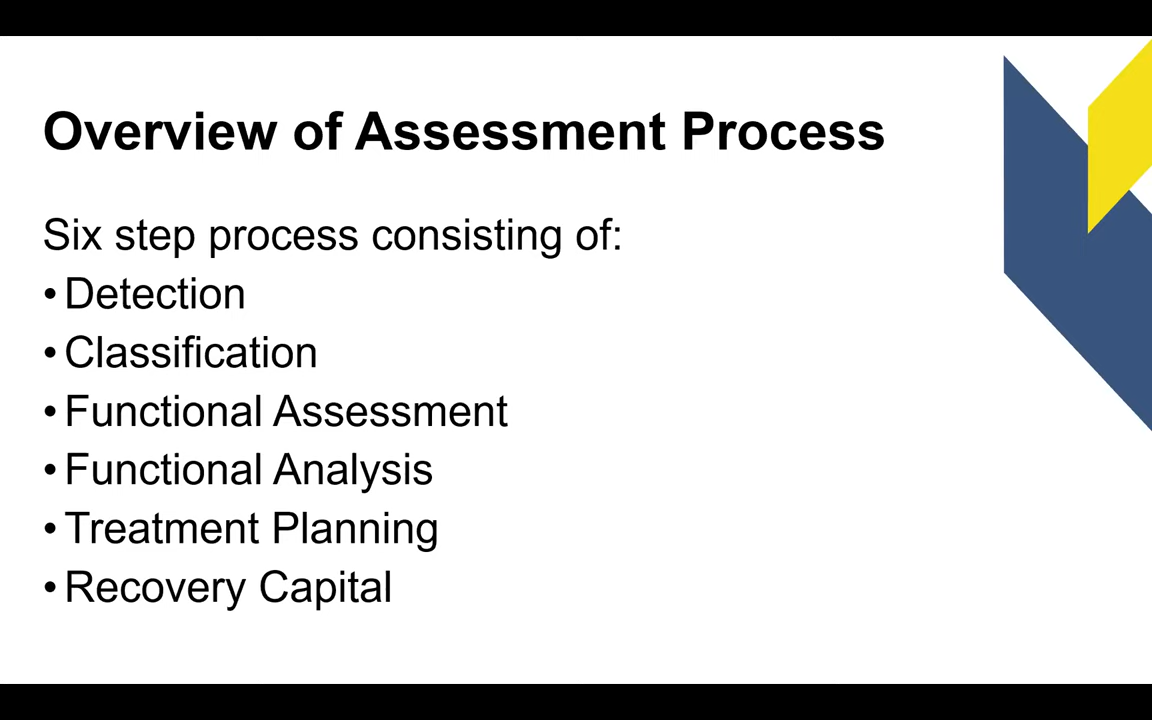 Overview of Assessment Process
Six step process consisting of:
• Detection
• Classification
• Functional Assessment
• Functional Analysis
• Treatment Planning
• Recovery Capital